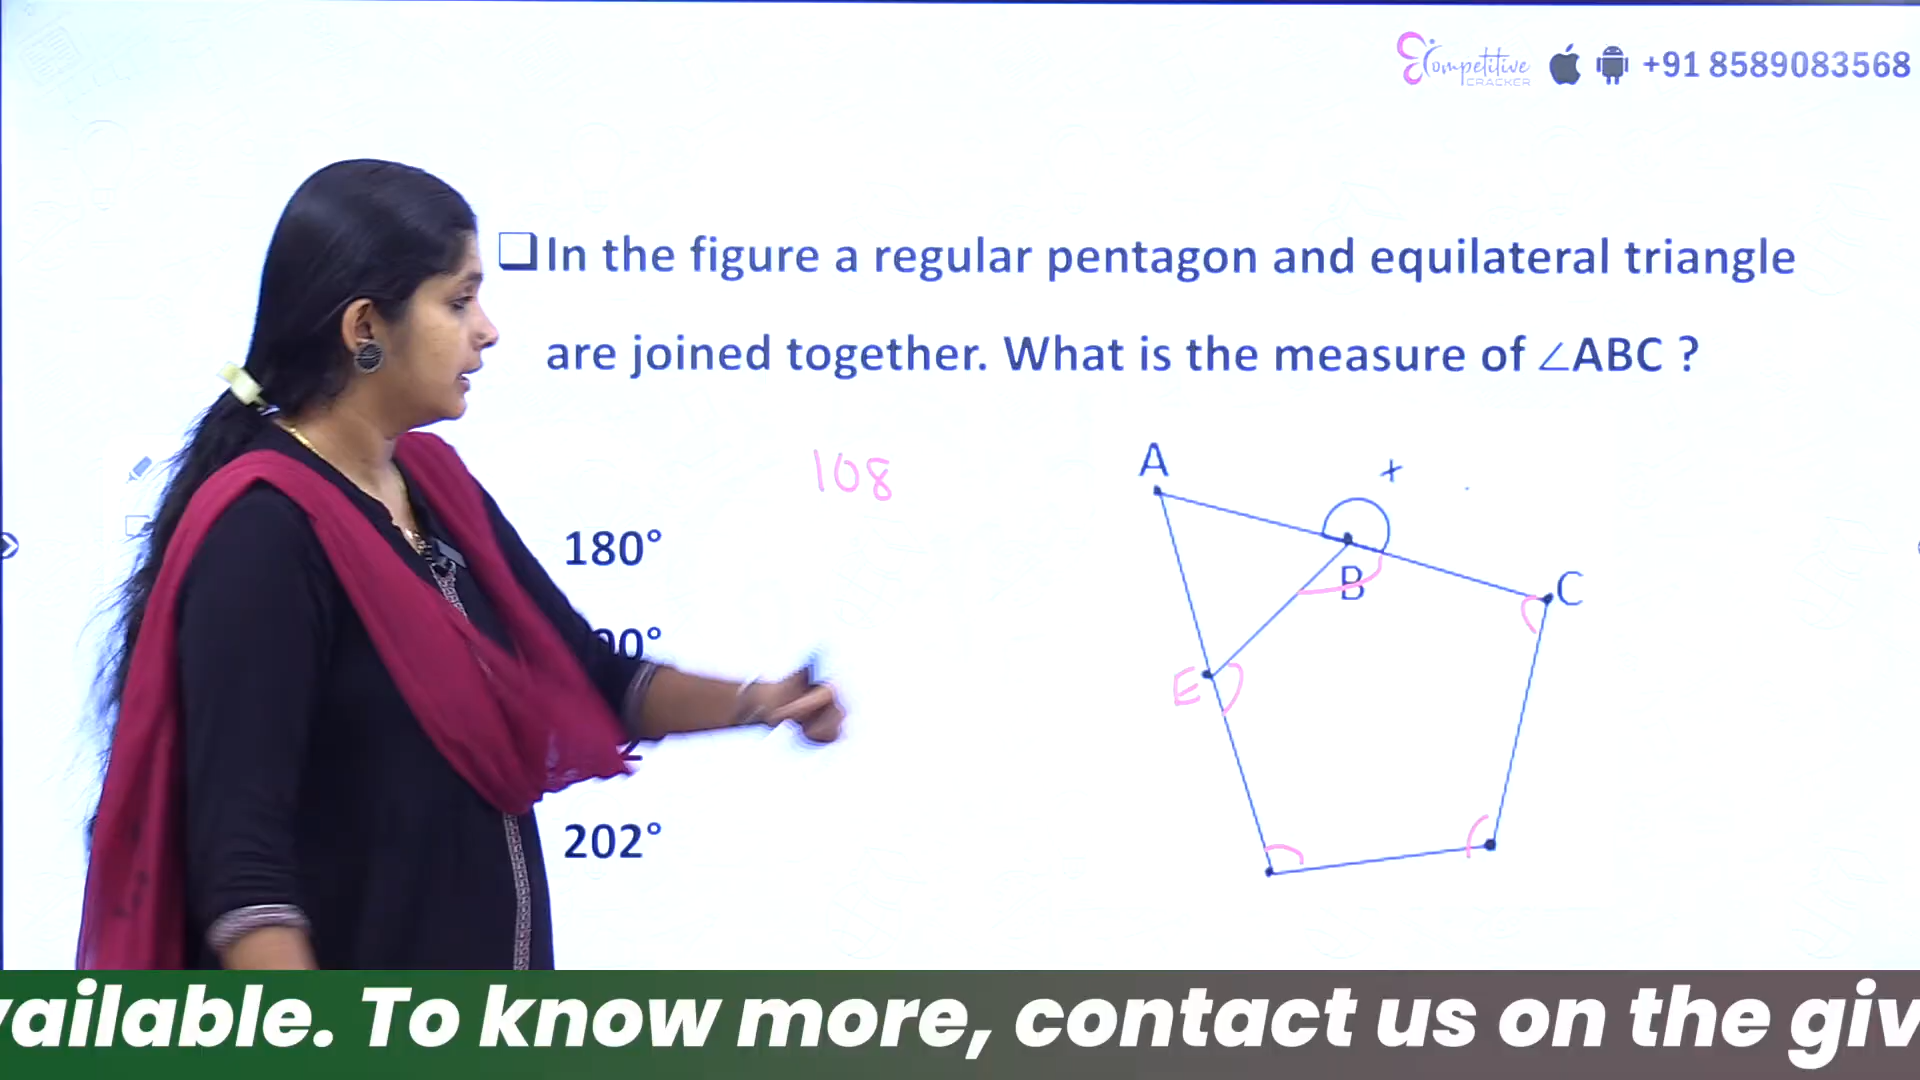 Competitive
CRACKER
+91 8589083568
In the figure a regular pentagon and equilateral triangle
are joined together. What is the measure of ∠ABC ?
108
180°
202°
A
+
B
C
E
vailable. To know more, contact us on the giv